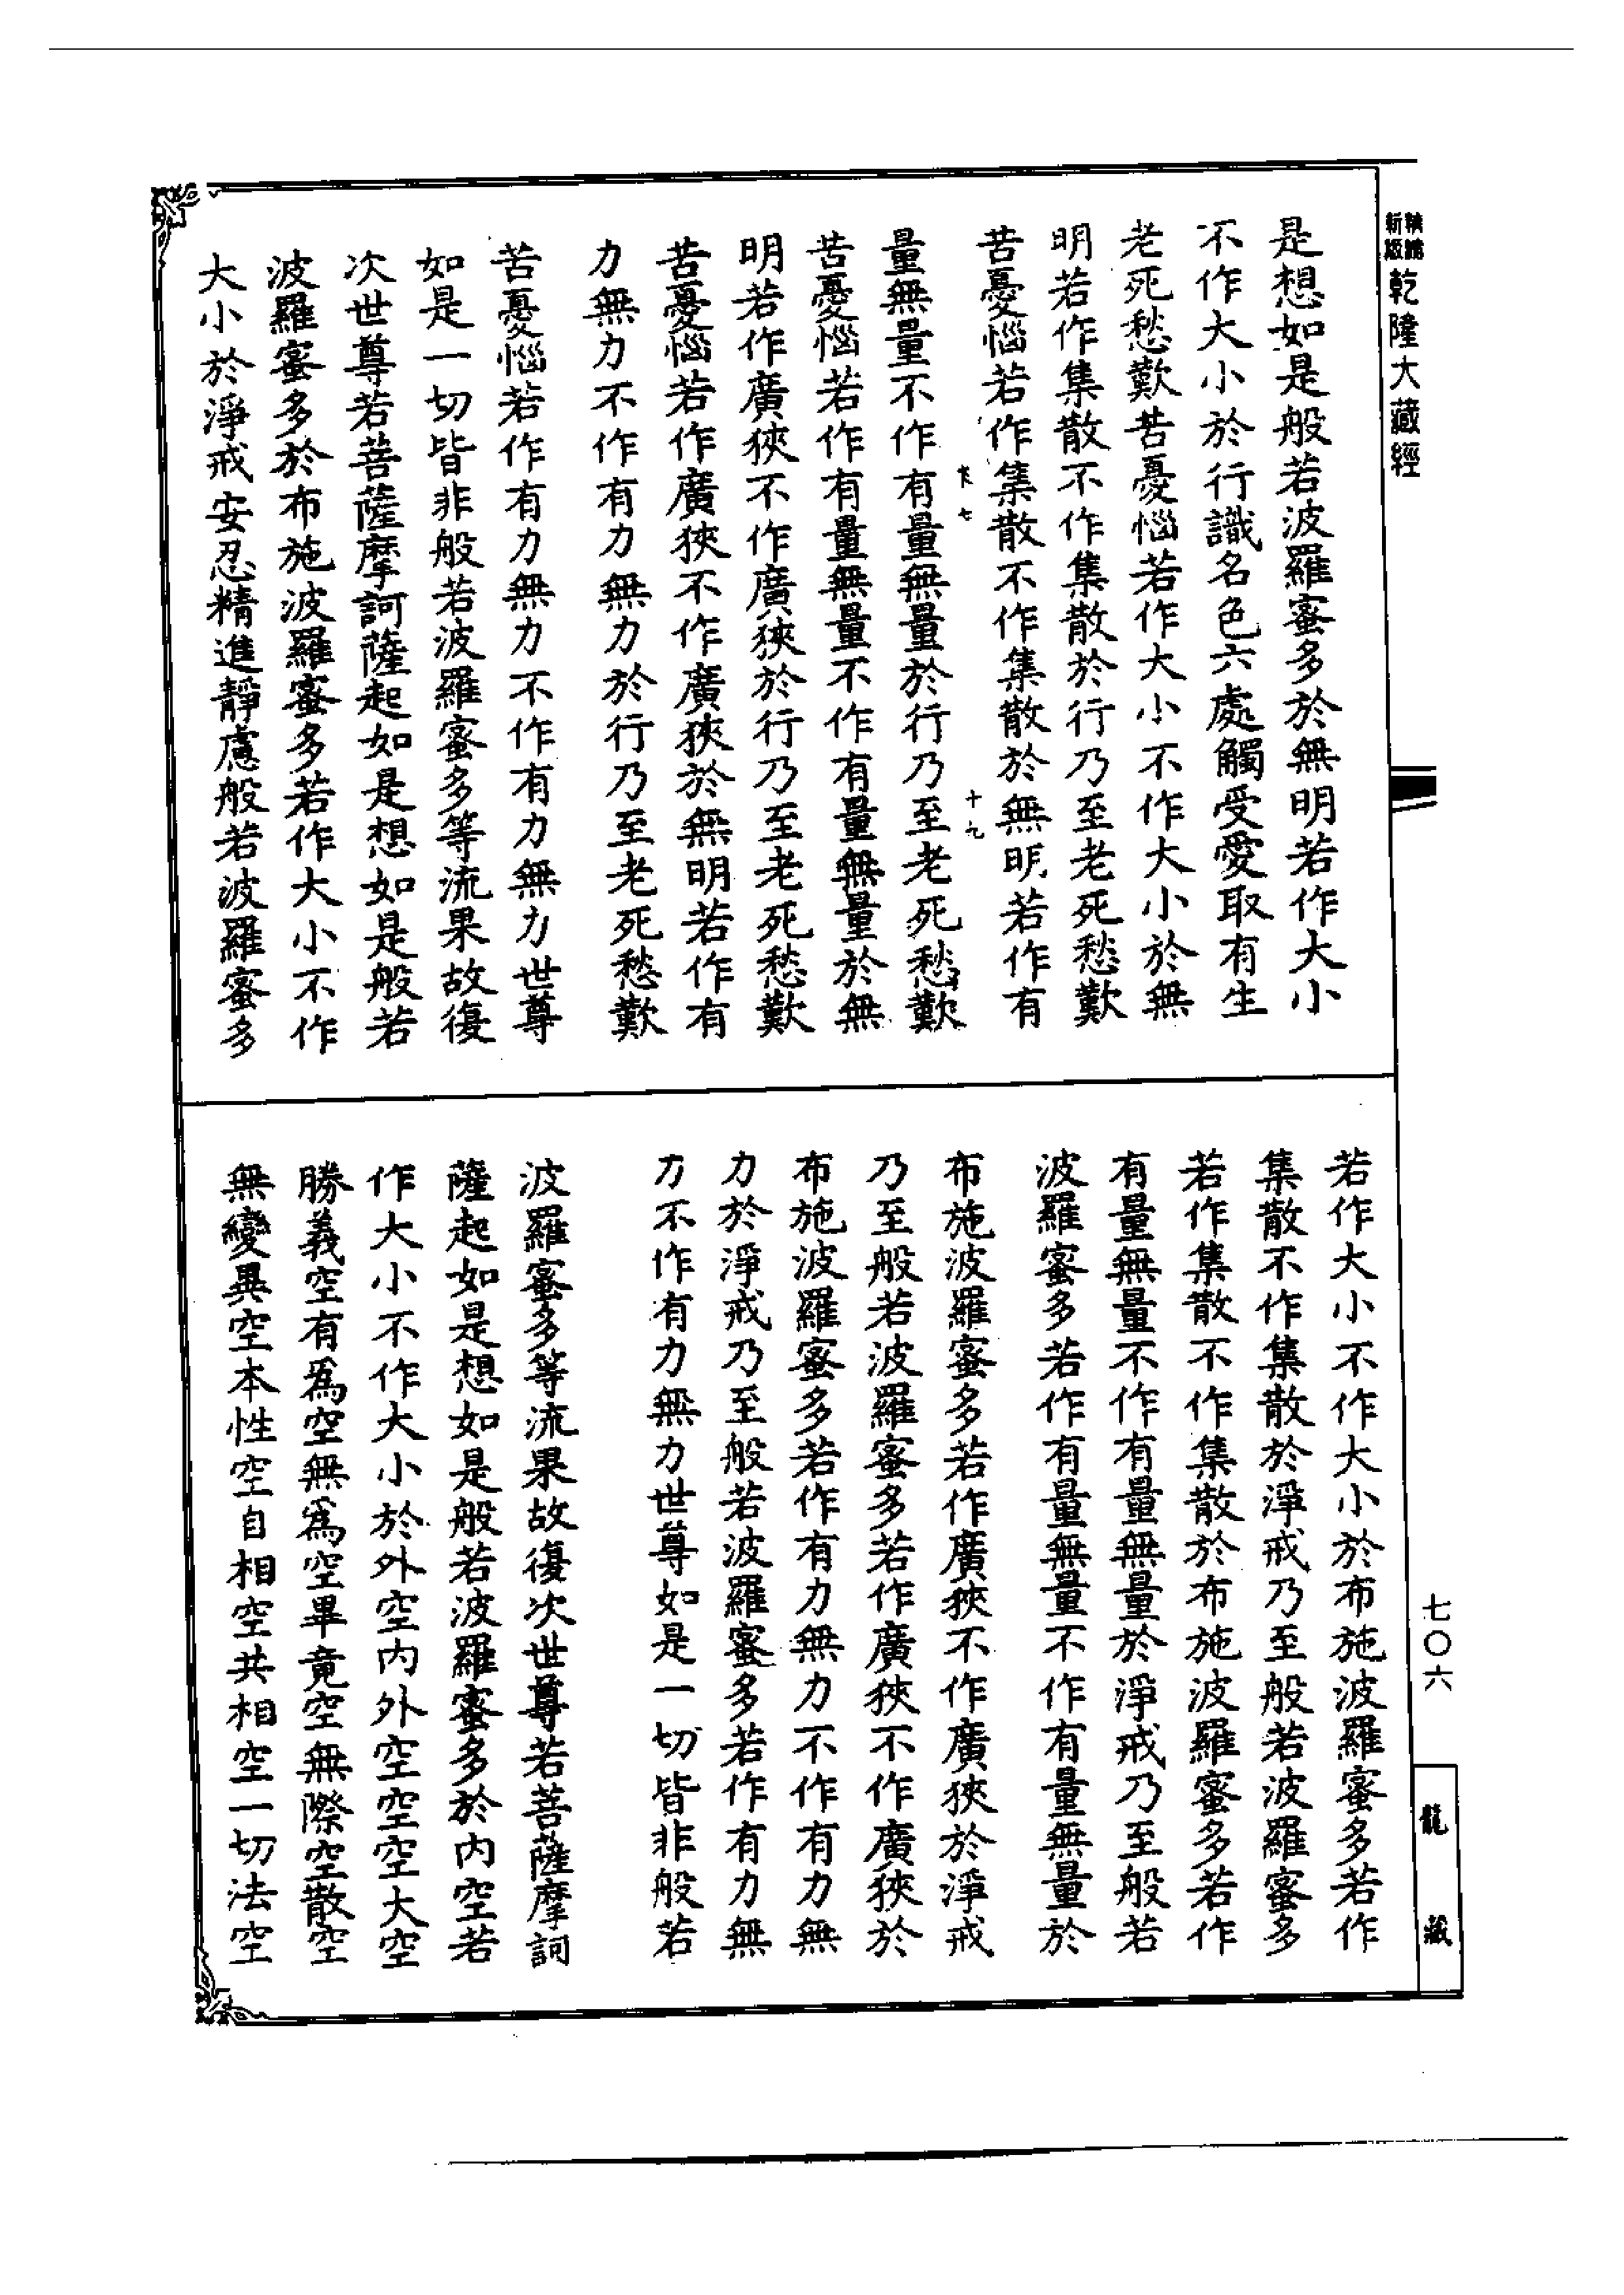 精縮新版乾隆大藏經
是想如是般若波羅蜜多於無明若作大小
不作大小於行識名色六處觸受愛取有生
老死愁歎苦憂惱若作大小不作大小於無
明若作集散不作集散於行乃至老死愁歎
苦憂惱若作集散不作集散於無明若作有
七
十九
量無量不作有量無量於行乃至老死愁歎
苦憂惱若作有量無量不作有量無量於無
明若作廣狹不作廣狹於行乃至老死愁歎
苦憂惱若作廣狹不作廣狹於無明若作有
力無力不作有力無力於行乃至老死愁歎
苦憂惱若作有力無力不作有力無力世尊
如是一切皆非般若波羅蜜多等流果故復
次世尊若菩薩摩訶薩起如是想如是般若
波羅蜜多於布施波羅蜜多若作大小不作
大小於淨戒安忍精進靜慮般若波羅蜜多
若作大小不作大小於布施波羅蜜多若作
集散不作集散於淨戒乃至般若波羅蜜多
若作集散不作集散於布施波羅蜜多若作
有量無量不作有量無量於淨戒乃至般若
波羅蜜多若作有量無量不作有量無量於
布施波羅蜜多若作廣狹不作廣狹於淨戒
乃至般若波羅蜜多若作廣狹不作廣狹於
布施波羅蜜多若作有力無力不作有力無
力於淨戒乃至般若波羅蜜多若作有力無
力不作有力無力世尊如是一切皆非般若
波羅蜜多等流果故復次世尊若菩薩摩訶
薩起如是想如是般若波羅蜜多於內空若
作大小不作大小於外空內外空空空大空
勝義空有為空無為空畢竟空無際空散空
無變異空本性空自相空共相空一切法空
七〇六
龍藏